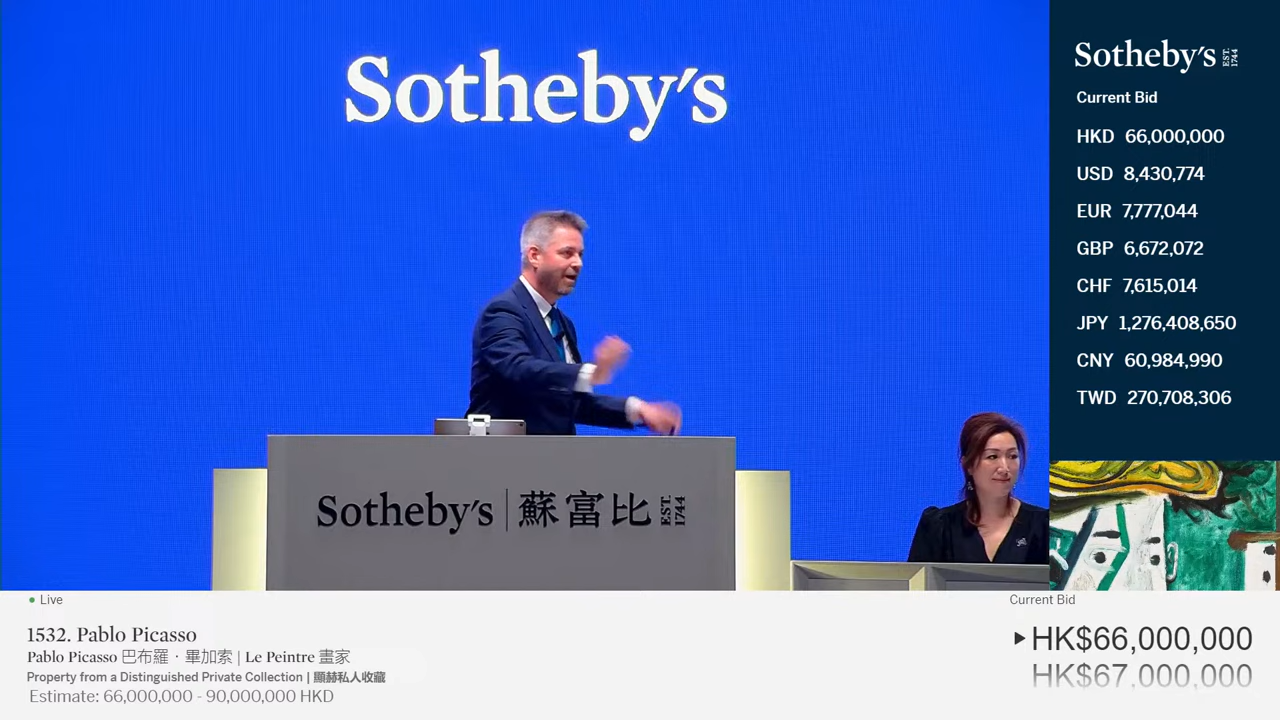 Sotheby's
Sotheby's | 蘇富比 EST. 1744
Sotheby's EST. 1744
Current Bid
HKD 66,000,000
USD 8,430,774
EUR 7,777,044
GBP 6,672,072
CHF 7,615,014
JPY 1,276,408,650
CNY 60,984,990
TWD 270,708,306
Live
1532. Pablo Picasso
Pablo Picasso 巴布羅・畢加索 | Le Peintre 畫家
Property from a Distinguished Private Collection | 顯赫私人收藏
Estimate: 66,000,000 - 90,000,000 HKD
Current Bid
HK$66,000,000
HK$67,000,000